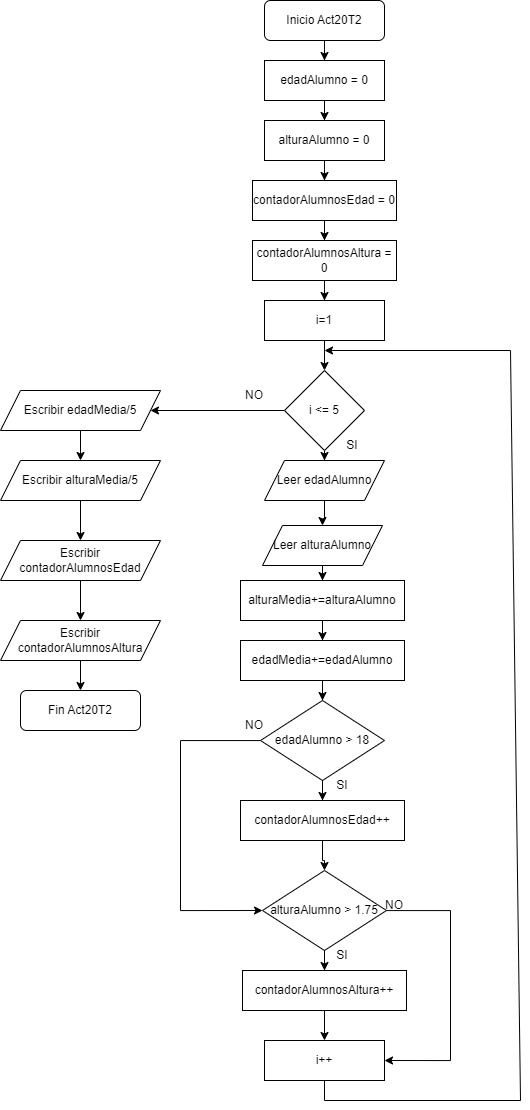 Inicio Act20T2
edadAlumno = 0
alturaAlumno = 0
contadorAlumnosEdad = 0
contadorAlumnosAltura =
0
i=1
i <= 5
NO
SI
Escribir edadMedia/5
Escribir alturaMedia/5
Escribir
contadorAlumnosEdad
Escribir
contadorAlumnosAltura
Fin Act20T2
Leer edadAlumno
Leer alturaAlumno
alturaMedia+=alturaAlumno
edadMedia+=edadAlumno
edadAlumno > 18
NO
SI
contadorAlumnosEdad++
alturaAlumno > 1.75
NO
SI
contadorAlumnosAltura++
i++